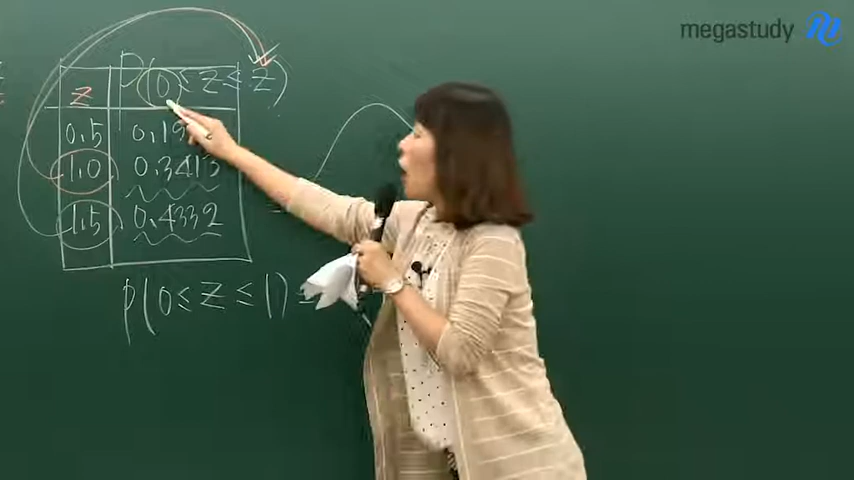 megastudy
z P(0≤z≤z)
0.5 0.19
1.0 0.3413
1.5 0.4332
P(0≤z≤1)=